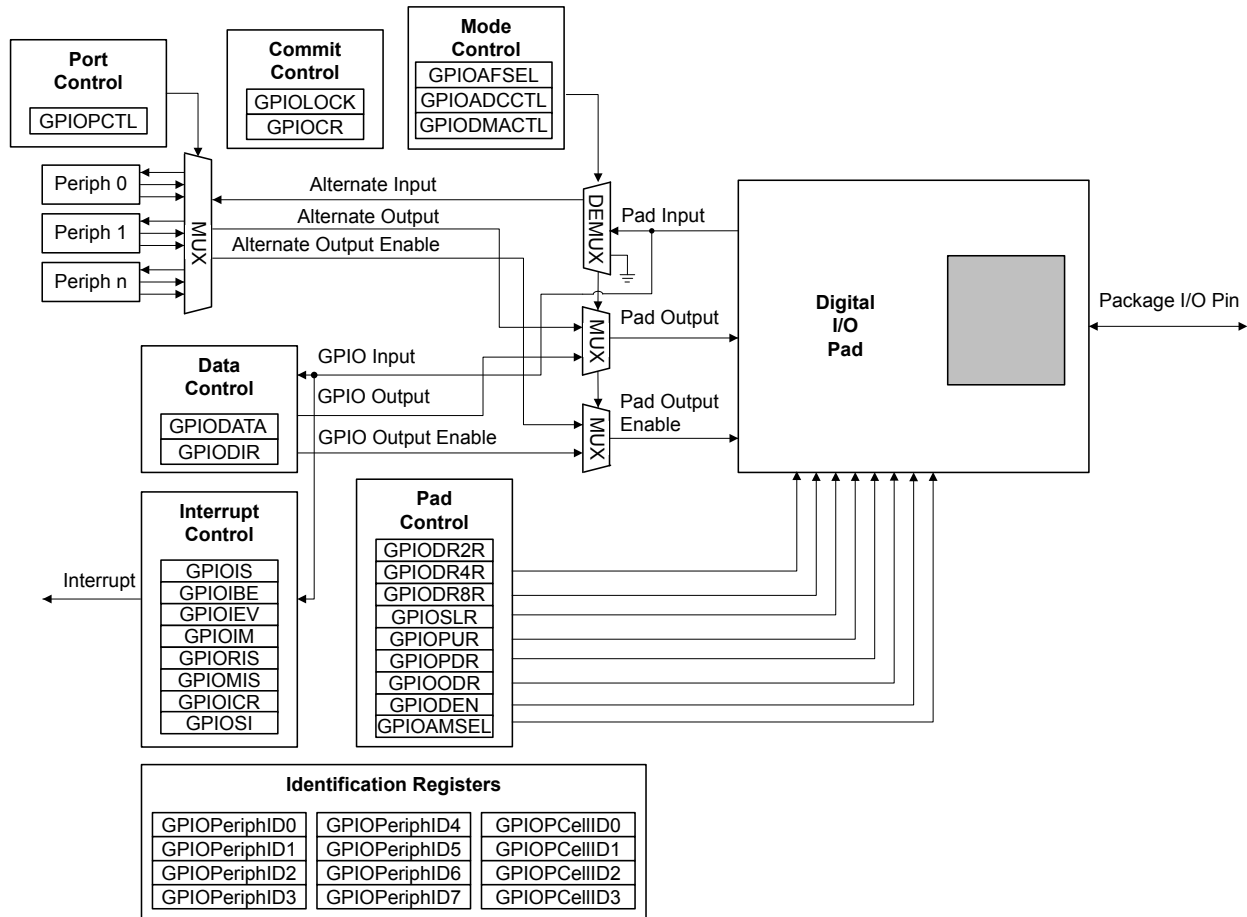 Port
Control
GPIOPCTL
Commit
Control
GPIOLOCK
GPIOCR
Mode
Control
GPIOAFSEL
GPIOADCCTL
GPIODMACTL
Periph 0
Periph 1
Periph n
MUX
Alternate Input
Alternate Output
Alternate Output Enable
DEMUX
Pad Input
MUX
Pad Output
MUX
Pad Output
Enable
Digital
I/O
Pad
Package I/O Pin
Data
Control
GPIODATA
GPIODIR
GPIO Input
GPIO Output
GPIO Output Enable
Interrupt
Interrupt
Control
GPIOIS
GPIOIBE
GPIOIEV
GPIOIM
GPIORIS
GPIOMIS
GPIOICR
GPIOSI
Pad
Control
GPIODR2R
GPIODR4R
GPIODR8R
GPIOSLR
GPIOPUR
GPIOPDR
GPIOODR
GPIODEN
GPIOAMSEL
Identification Registers
GPIOPeriphID0
GPIOPeriphID1
GPIOPeriphID2
GPIOPeriphID3
GPIOPeriphID4
GPIOPeriphID5
GPIOPeriphID6
GPIOPeriphID7
GPIOPCellID0
GPIOPCellID1
GPIOPCellID2
GPIOPCellID3